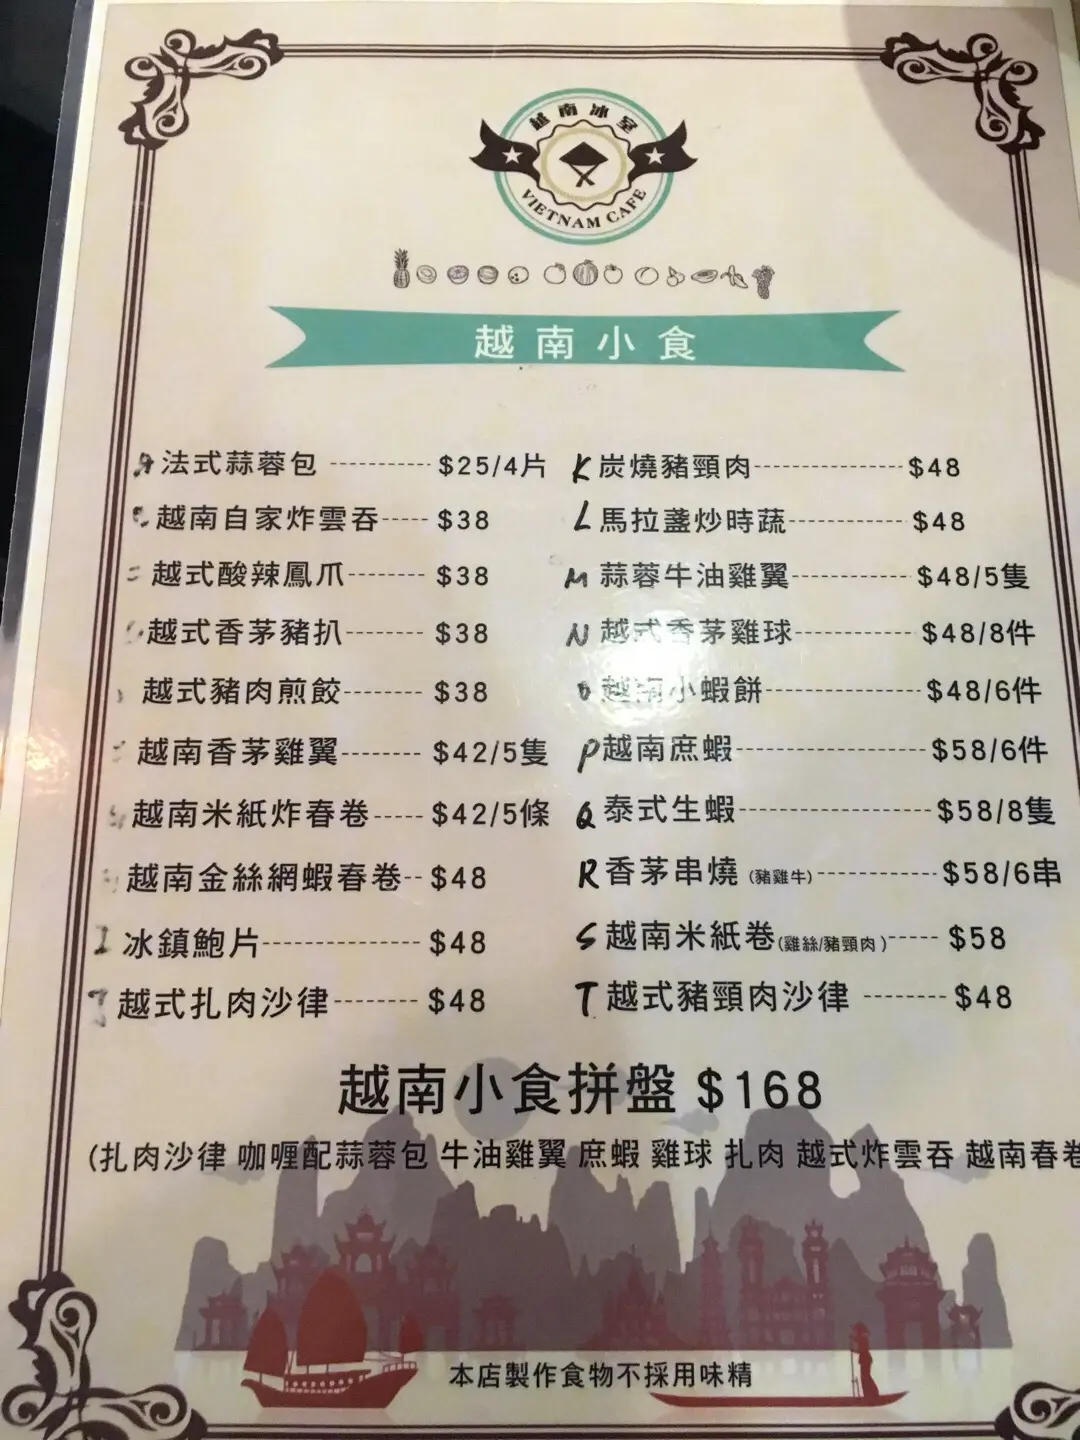 越南冰室
VIETNAM CAFE
越南小食
A 法式蒜蓉包 $25/4片
越南自家炸雲吞 $38
越式酸辣鳳爪 $38
越式香茅豬扒 $38
越式豬肉煎餃 $38
越南香茅雞翼 $42/5隻
越南米紙炸春卷 $42/5條
越南金絲網蝦春卷 $48
I 冰鎮鮑片 $48
J 越式扎肉沙律 $48
K 炭燒豬頸肉 $48
L 馬拉盞炒時蔬 $48
M 蒜蓉牛油雞翼 $48/5隻
N 越式香茅雞球 $48/8件
O 越南小蝦餅 $48/6件
P 越南庶蝦 $58/6件
Q 泰式生蝦 $58/8隻
R 香茅串燒 (豬雞牛) $58/6串
S 越南米紙卷 (雞絲/豬頸肉) $58
T 越式豬頸肉沙律 $48
越南小食拼盤 $168
(扎肉沙律 咖喱配蒜蓉包 牛油雞翼 庶蝦 雞球 扎肉 越式炸雲吞 越南春卷
本店製作食物不採用味精